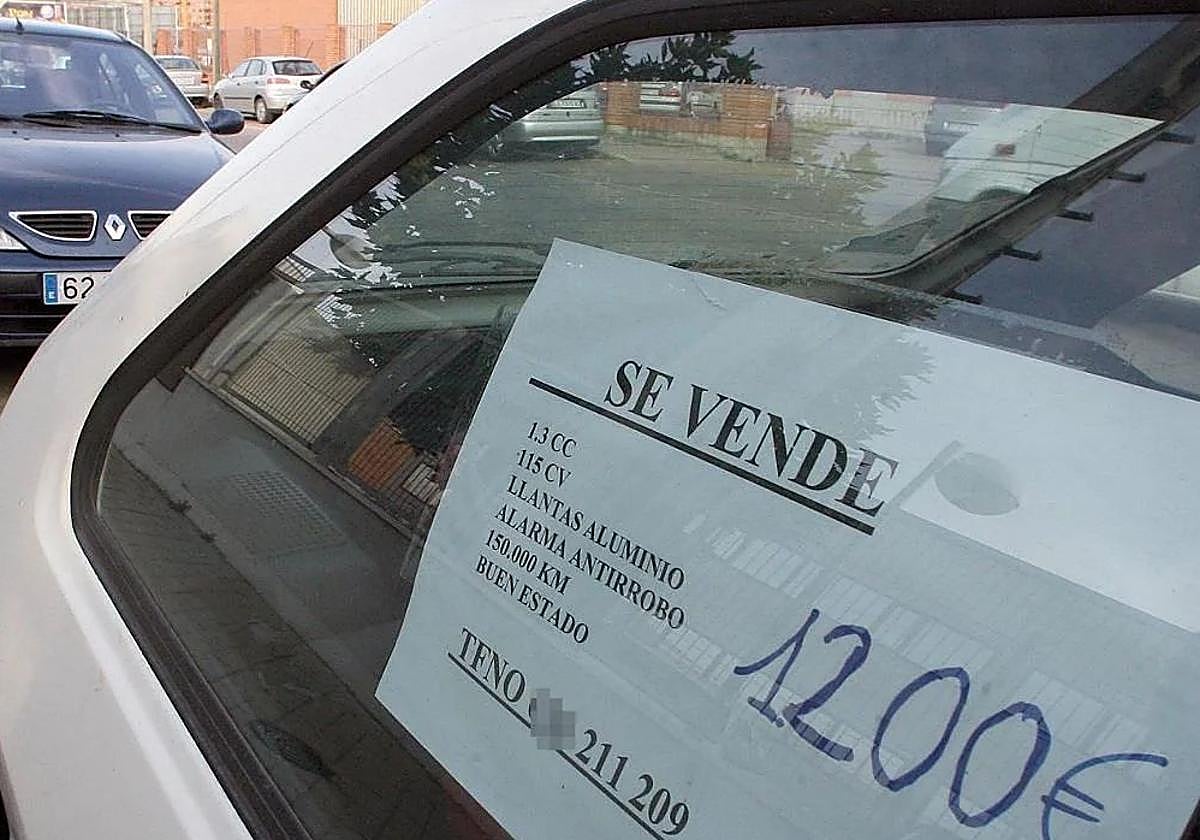 62
SE VENDE
1.3 CC
115 CV
LLANTAS ALUMINIO
ALARMA ANTIRROBO
150.000 KM
BUEN ESTADO
TFNO 211 209
1200€